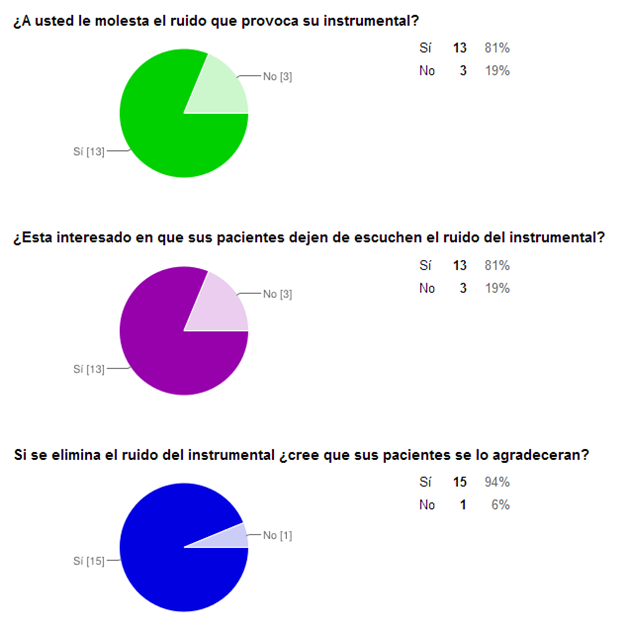 ¿A usted le molesta el ruido que provoca su instrumental?
Sí 13 81%
No 3 19%
No [3]
Sí [13]
¿Esta interesado en que sus pacientes dejen de escuchen el ruido del instrumental?
Sí 13 81%
No 3 19%
No [3]
Sí [13]
Si se elimina el ruido del instrumental ¿cree que sus pacientes se lo agradeceran?
Sí 15 94%
No 1 6%
No [1]
Sí [15]